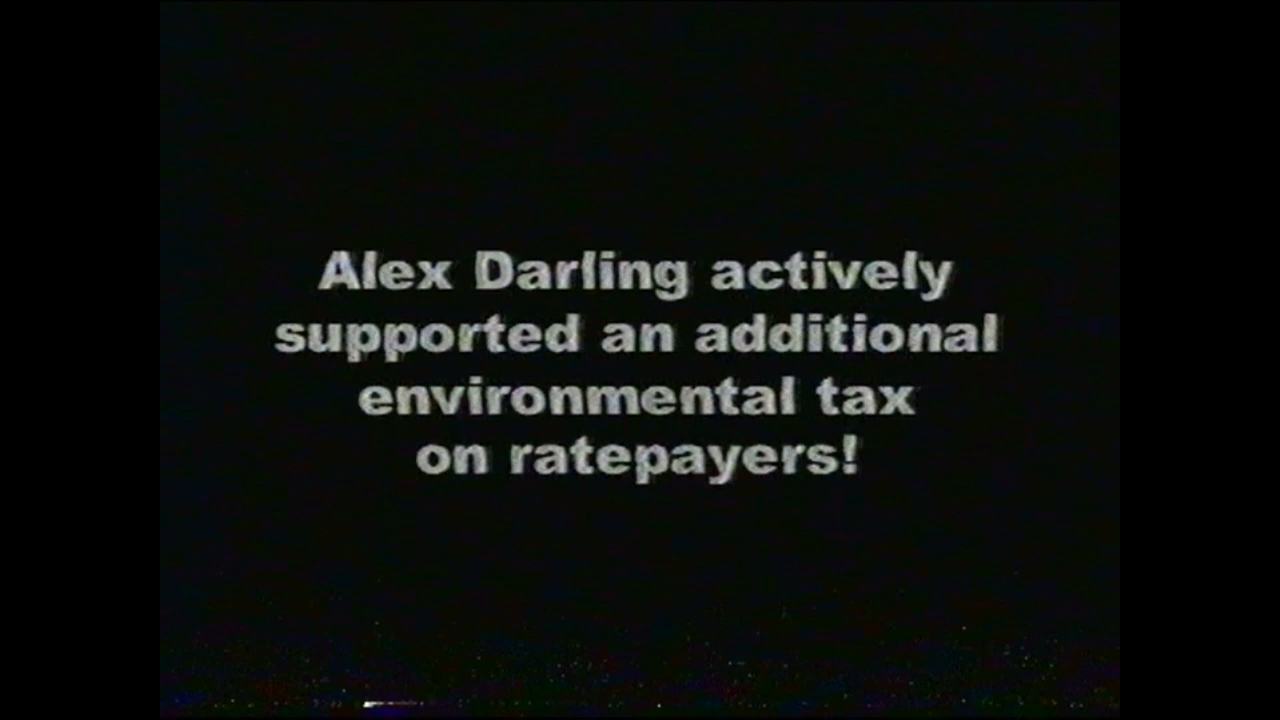 Alex Darling actively
supported an additional
environmental tax
on ratepayers!